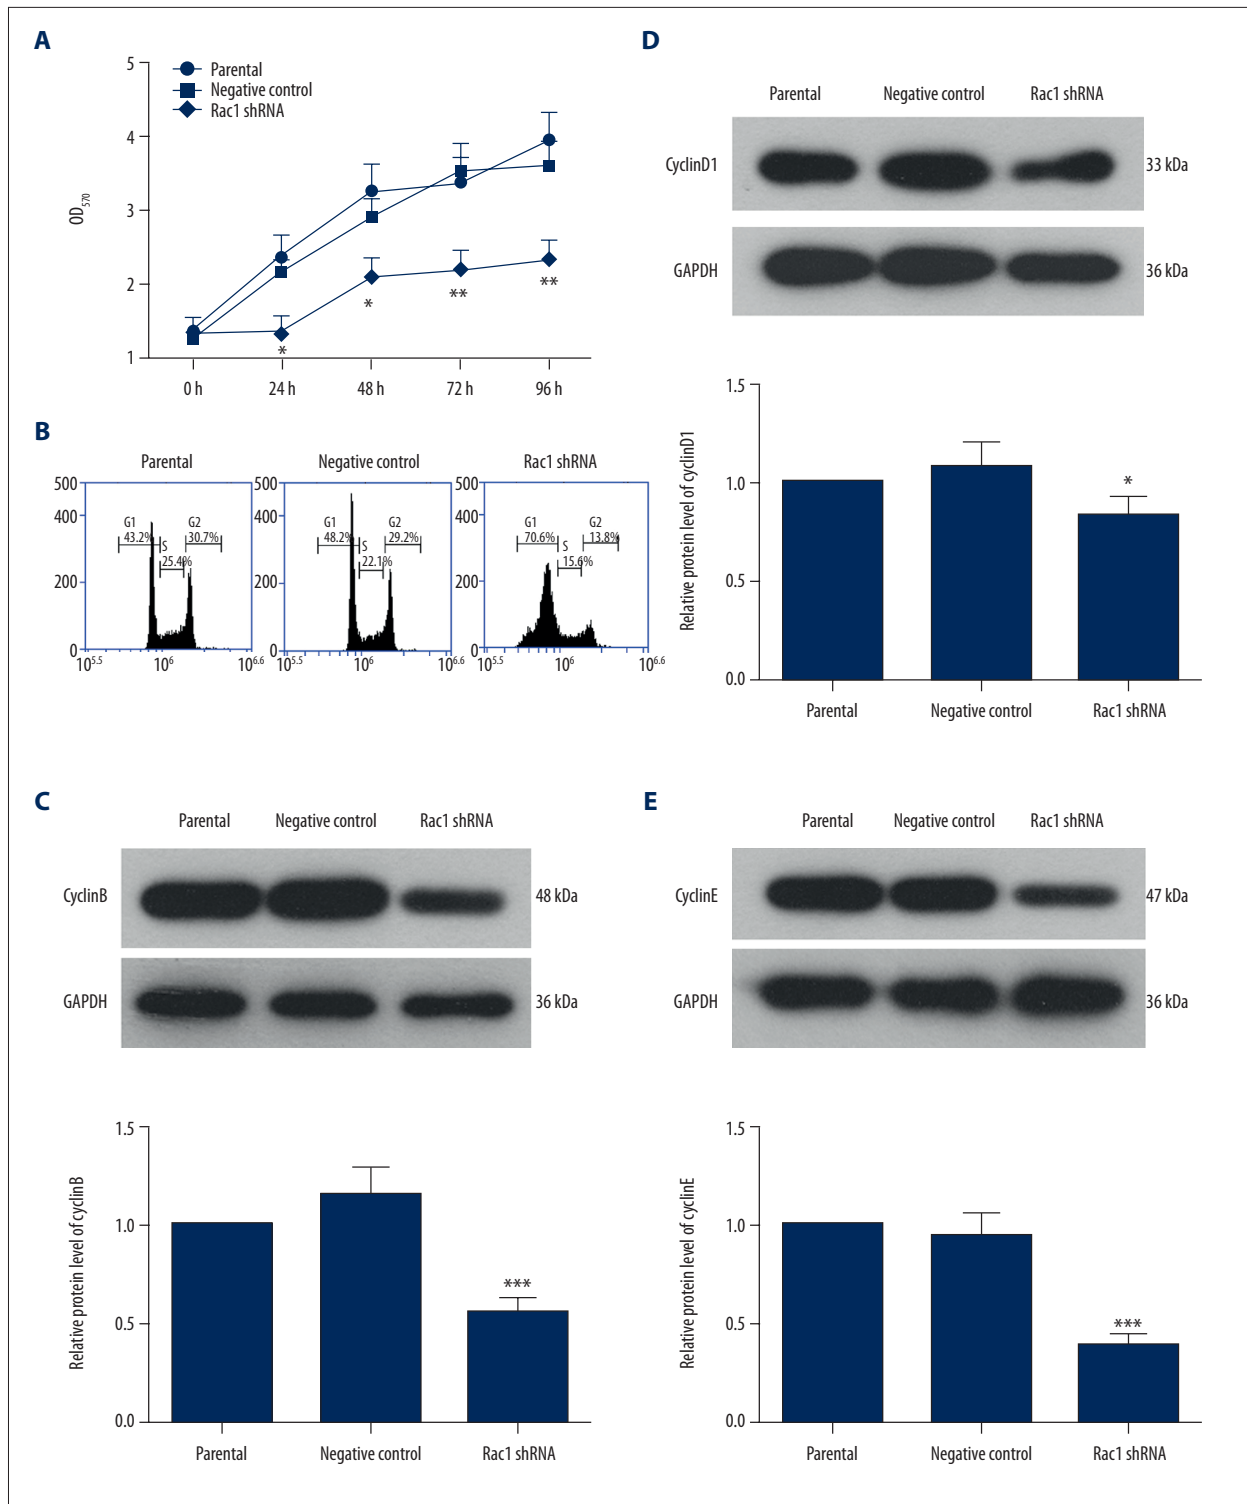 A
5
4
3
2
1
OD570
Parental
Negative control
Rac1 shRNA
*
*
**
**
0 h 24 h 48 h 72 h 96 h
B
Parental Negative control Rac1 shRNA
500
400
200
0
G1
43.2%
S
25.4%
G2
30.7%
10^5.5 10^6 10^6.6
500
400
200
0
G1
48.2%
S
22.1%
G2
29.2%
10^5.5 10^6 10^6.6
500
400
200
0
G1
70.6%
S
15.6%
G2
13.8%
10^5.5 10^6 10^6.6
C
Parental Negative control Rac1 shRNA
CyclinB 48 kDa
GAPDH 36 kDa
Relative protein level of cyclinB
1.5
1.0
0.5
0.0
***
Parental Negative control Rac1 shRNA
D
Parental Negative control Rac1 shRNA
CyclinD1 33 kDa
GAPDH 36 kDa
Relative protein level of cyclinD1
1.5
1.0
0.5
0.0
*
Parental Negative control Rac1 shRNA
E
Parental Negative control Rac1 shRNA
CyclinE 47 kDa
GAPDH 36 kDa
Relative protein level of cyclinE
1.5
1.0
0.5
0.0
***
Parental Negative control Rac1 shRNA